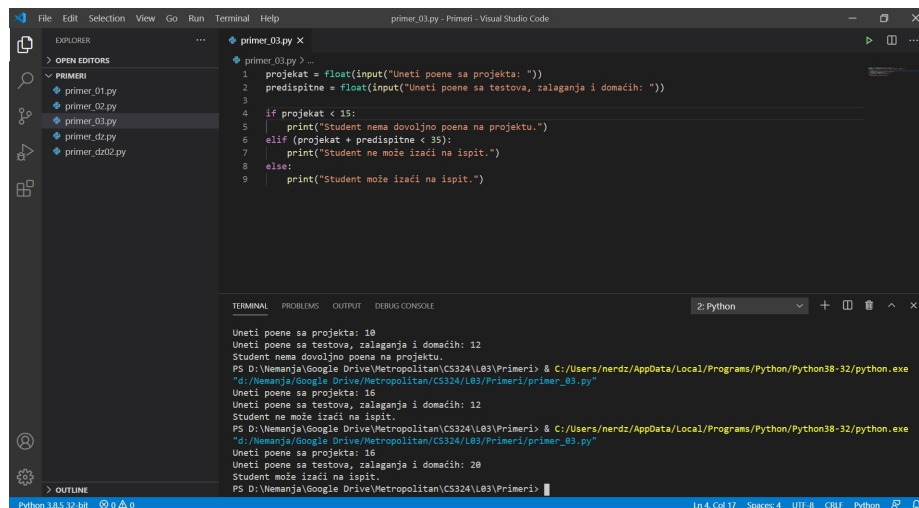 File Edit Selection View Go Run Terminal Help primer_03.py - Primeri - Visual Studio Code
EXPLORER
OPEN EDITORS
PRIMERI
primer_01.py
primer_02.py
primer_03.py
primer_dz.py
primer_dz02.py
OUTLINE
primer_03.py
primer_03.py > ...
1 projekat = float(input("Uneti poene sa projekta: "))
2 predispitne = float(input("Uneti poene sa testova, zalaganja i domaćih: "))
3
4 if projekat < 15:
5 print("Student nema dovoljno poena na projektu.")
6 elif (projekat + predispitne < 35):
7 print("Student ne može izaći na ispit.")
8 else:
9 print("Student može izaći na ispit.")
TERMINAL PROBLEMS OUTPUT DEBUG CONSOLE 2: Python
Uneti poene sa projekta: 10
Uneti poene sa testova, zalaganja i domaćih: 12
Student nema dovoljno poena na projektu.
PS D:\Nemanja\Google Drive\Metropolitan\CS324\L03\Primeri> & C:/Users/nerdz/AppData/Local/Programs/Python/Python38-32/python.exe
"d:/Nemanja/Google Drive/Metropolitan/CS324/L03/Primeri/primer_03.py"
Uneti poene sa projekta: 16
Uneti poene sa testova, zalaganja i domaćih: 12
Student ne može izaći na ispit.
PS D:\Nemanja\Google Drive\Metropolitan\CS324\L03\Primeri> & C:/Users/nerdz/AppData/Local/Programs/Python/Python38-32/python.exe
"d:/Nemanja/Google Drive/Metropolitan/CS324/L03/Primeri/primer_03.py"
Uneti poene sa projekta: 16
Uneti poene sa testova, zalaganja i domaćih: 20
Student može izaći na ispit.
PS D:\Nemanja\Google Drive\Metropolitan\CS324\L03\Primeri>
Python 3.8.5 32-bit 0 0 Ln 4, Col 17 Spaces: 4 UTF-8 CRLF Python